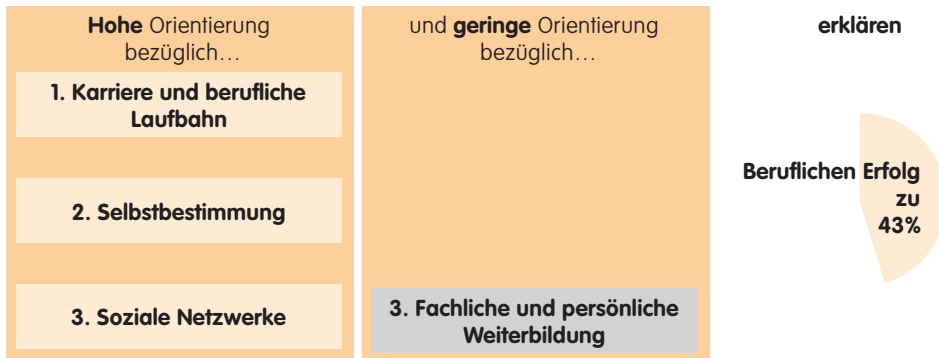 Hohe Orientierung
bezüglich…
1. Karriere und berufliche
Laufbahn
2. Selbstbestimmung
3. Soziale Netzwerke
und geringe Orientierung
bezüglich…
3. Fachliche und persönliche
Weiterbildung
erklären
Beruflichen Erfolg
zu
43%